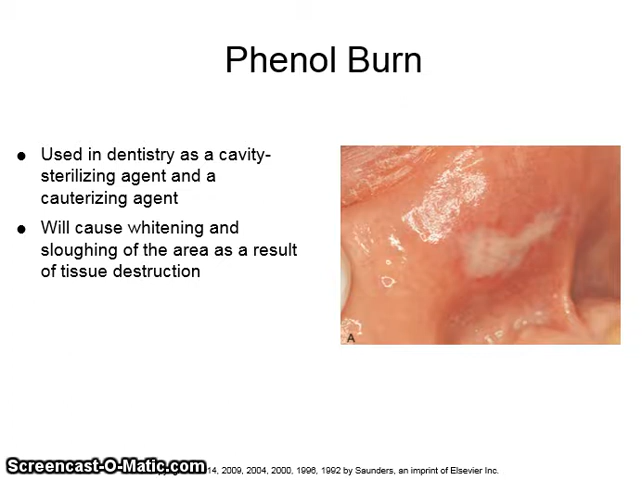 Phenol Burn
● Used in dentistry as a cavity-
sterilizing agent and a
cauterizing agent
● Will cause whitening and
sloughing of the area as a result
of tissue destruction
A
Screencast-O-Matic.com
14, 2009, 2004, 2000, 1996, 1992 by Saunders, an imprint of Elsevier Inc.